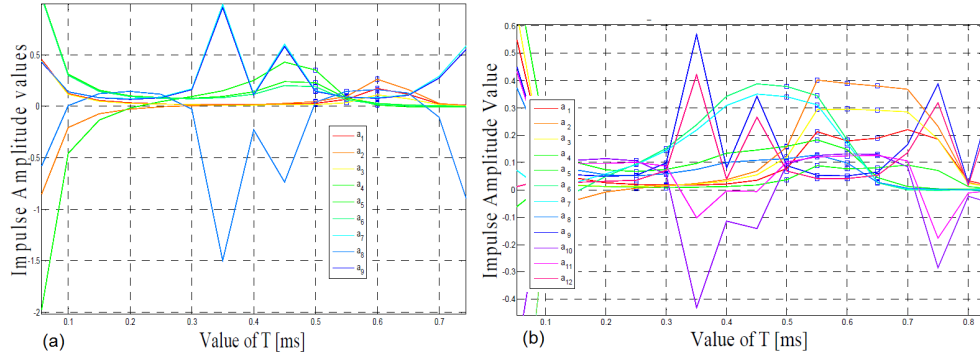 Impulse Amplitude values
0.5
0
-0.5
-1
-1.5
-2
0.1
0.2
0.3
0.4
0.5
0.6
0.7
a1
a2
a3
a4
a5
a6
a7
a8
a9
(a)
Value of T [ms]
Impulse Amplitude Value
0.6
0.5
0.4
0.3
0.2
0.1
0
-0.1
-0.2
-0.3
-0.4
0.1
0.2
0.3
0.4
0.5
0.6
0.7
0.8
a1
a2
a3
a4
a5
a6
a7
a8
a9
a10
a11
a12
(b)
Value of T [ms]